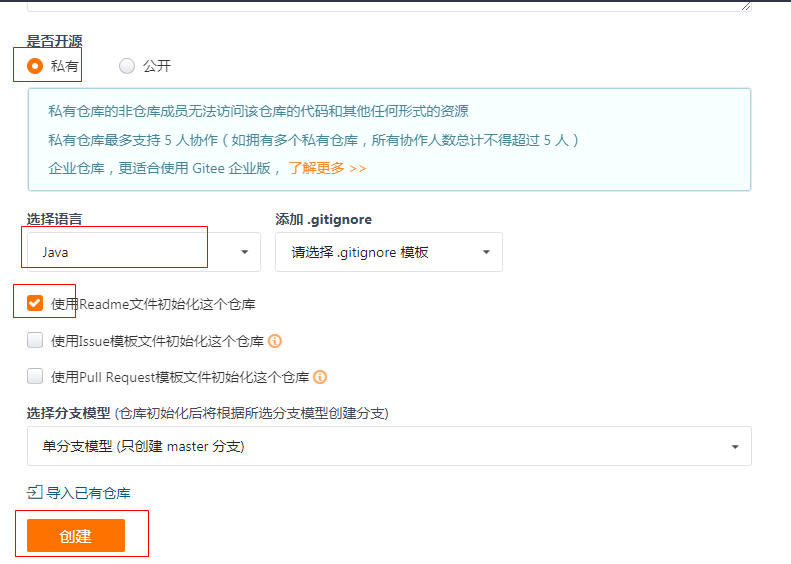 是否开源
私有 公开
私有仓库的非仓库成员无法访问该仓库的代码和其他任何形式的资源
私有仓库最多支持 5 人协作（如拥有多个私有仓库，所有协作人数总计不得超过 5 人）
企业仓库，更适合使用 Gitee 企业版， 了解更多 >>
选择语言 添加 .gitignore
Java 请选择 .gitignore 模板
使用Readme文件初始化这个仓库
使用Issue模板文件初始化这个仓库
使用Pull Request模板文件初始化这个仓库
选择分支模型 (仓库初始化后将根据所选分支模型创建分支)
单分支模型 (只创建 master 分支)
导入已有仓库
创建